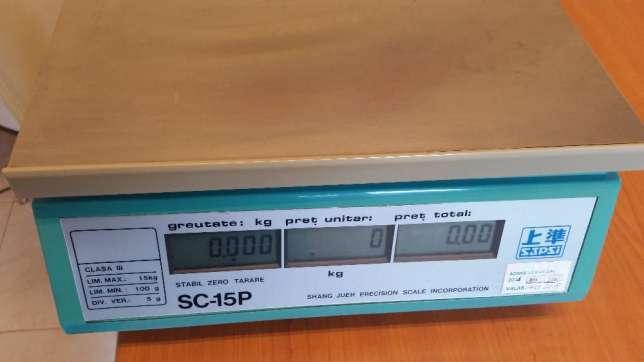 greutate: kg preț unitar: preț total:
0.000 0 0.00
上準
SJPSI
kg
CLASA III
LIM. MAX.: 15kg
LIM. MIN.: 100 g
DIV. VER.: 5 g
STABIL ZERO TARARE
SC-15P
SHANG JUEH PRECISION SCALE INCORPORATION